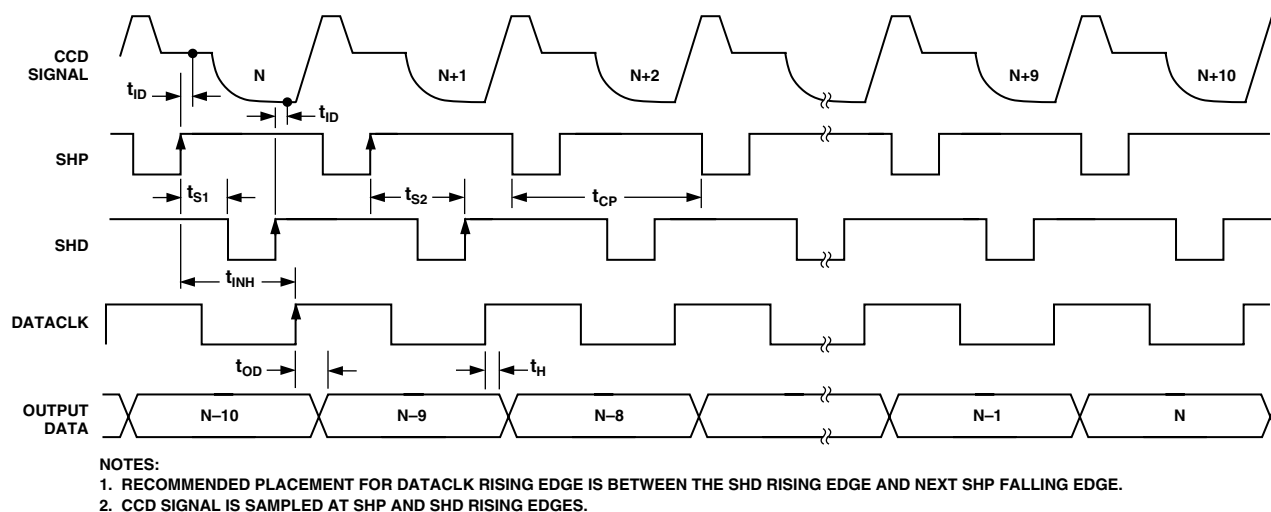 CCD
SIGNAL
N
N+1
N+2
N+9
N+10
tID
tID
SHP
tS1
tS2
tCP
SHD
tINH
DATACLK
tOD
tH
OUTPUT
DATA
N–10
N–9
N–8
N–1
N
NOTES:
1. RECOMMENDED PLACEMENT FOR DATACLK RISING EDGE IS BETWEEN THE SHD RISING EDGE AND NEXT SHP FALLING EDGE.
2. CCD SIGNAL IS SAMPLED AT SHP AND SHD RISING EDGES.